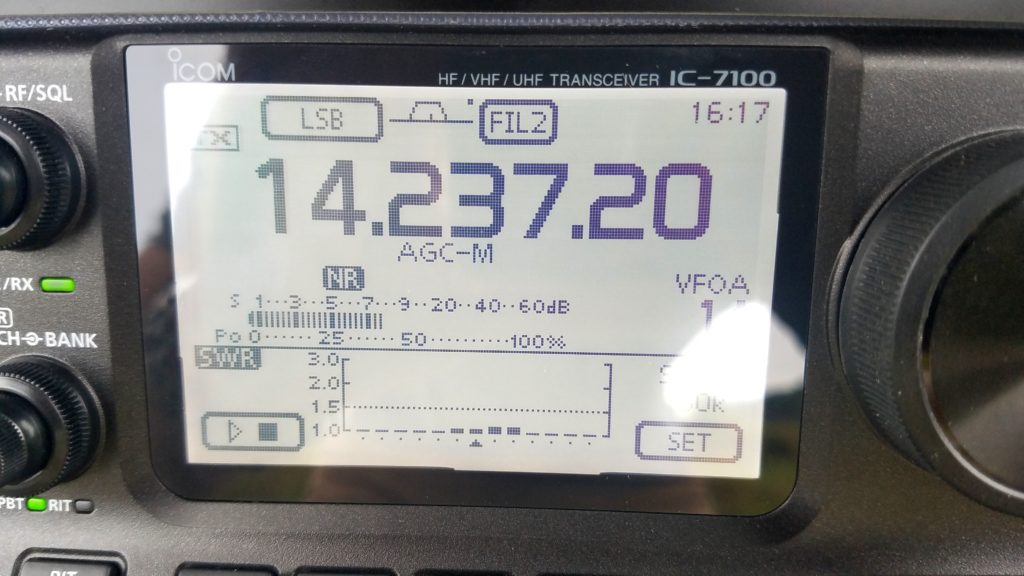 ICOM
HF/VHF/UHF TRANSCEIVER IC-7100
RF/SQL
LSB FIL2 16:17
TX
14.237.20
AGC-M
NR
/RX
VFOA
S 1··3··5··7··9··20··40··60dB
CH BANK
Po 0 25 50 100%
SWR
3.0
2.0
1.5
1.0
SET
PBT RIT